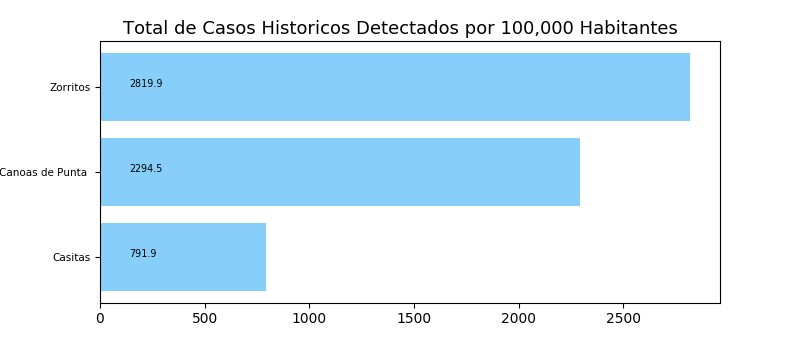 Total de Casos Historicos Detectados por 100,000 Habitantes
Zorritos
2819.9
Canoas de Punta
2294.5
Casitas
791.9
0 500 1000 1500 2000 2500